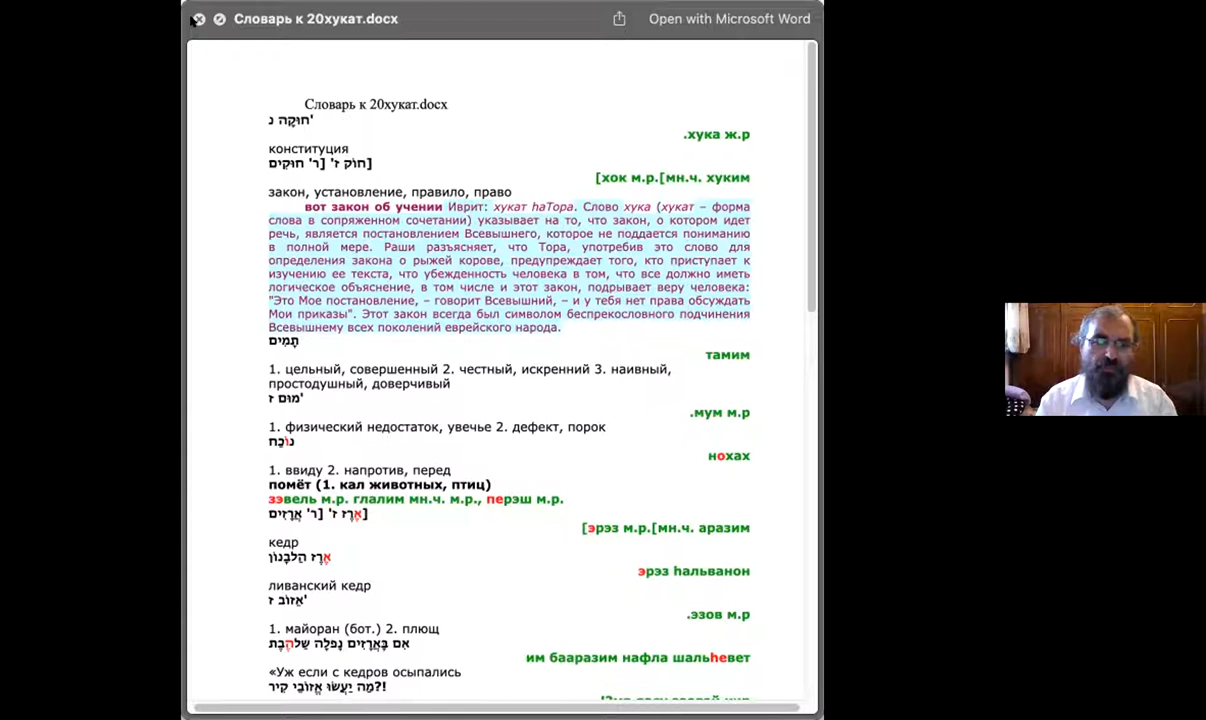 Словарь к 20хукат.docx
Open with Microsoft Word
Словарь к 20хукат.docx
חוּקָה נ'
.хука ж.р
конституция
[חוֹק ז' [ר' חוּקִים
[хок м.р.[мн.ч. хуким
закон, установление, правило, право
вот закон об учении Иврит: хукат hаТора. Слово хука (хукат – форма
слова в сопряженном сочетании) указывает на то, что закон, о котором идет
речь, является постановлением Всевышнего, которое не поддается пониманию
в полной мере. Раши разъясняет, что Тора, употребив это слово для
определения закона о рыжей корове, предупреждает того, кто приступает к
изучению ее текста, что убежденность человека в том, что все должно иметь
логическое объяснение, в том числе и этот закон, подрывает веру человека:
"Это Мое постановление, – говорит Всевышний, – и у тебя нет права обсуждать
Мои приказы". Этот закон всегда был символом беспрекословного подчинения
Всевышнему всех поколений еврейского народа.
תָמִים
тамим
1. цельный, совершенный 2. честный, искренний 3. наивный,
простодушный, доверчивый
מוּם ז'
.мум м.р
1. физический недостаток, увечье 2. дефект, порок
נוֹכַח
нохах
1. ввиду 2. напротив, перед
помёт (1. кал животных, птиц)
зэвель м.р. глалим мн.ч. м.р., перэш м.р.
[אֶרֶז ז' [ר' אֲרָזִים
[эрэз м.р.[мн.ч. аразим
кедр
אֶרֶז הַלבָנוֹן
эрэз hальванон
ливанский кедр
אֵזוֹב ז'
.эзов м.р
1. майоран (бот.) 2. плющ
אִם בָּאֲרָזִים נָפלָה שַלהֶבֶת
им бааразим нафла шальhевет
«Уж если с кедров осыпались
מַה יַעֲשׂוּ אֱזוֹבֵי קִיר?!